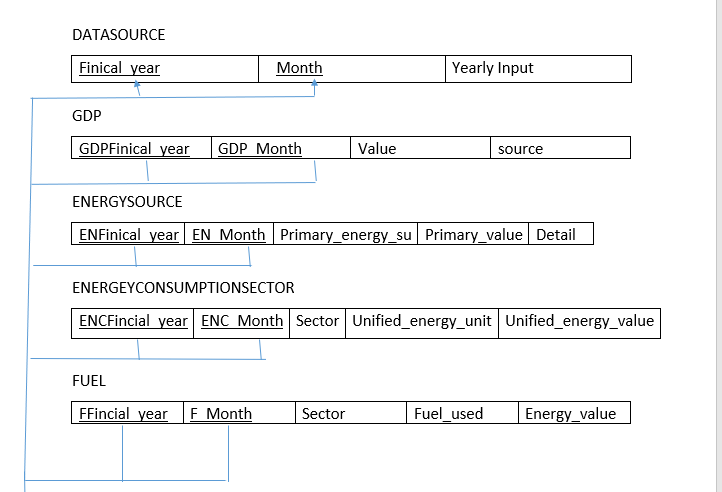 DATASOURCE
Finical_year Month Yearly Input
GDP
GDPFinical_year GDP_Month Value source
ENERGYSOURCE
ENFinical_year EN_Month Primary_energy_su Primary_value Detail
ENERGEYCONSUMPTIONSECTOR
ENCFincial_year ENC_Month Sector Unified_energy_unit Unified_energy_value
FUEL
FFincial_year F_Month Sector Fuel_used Energy_value